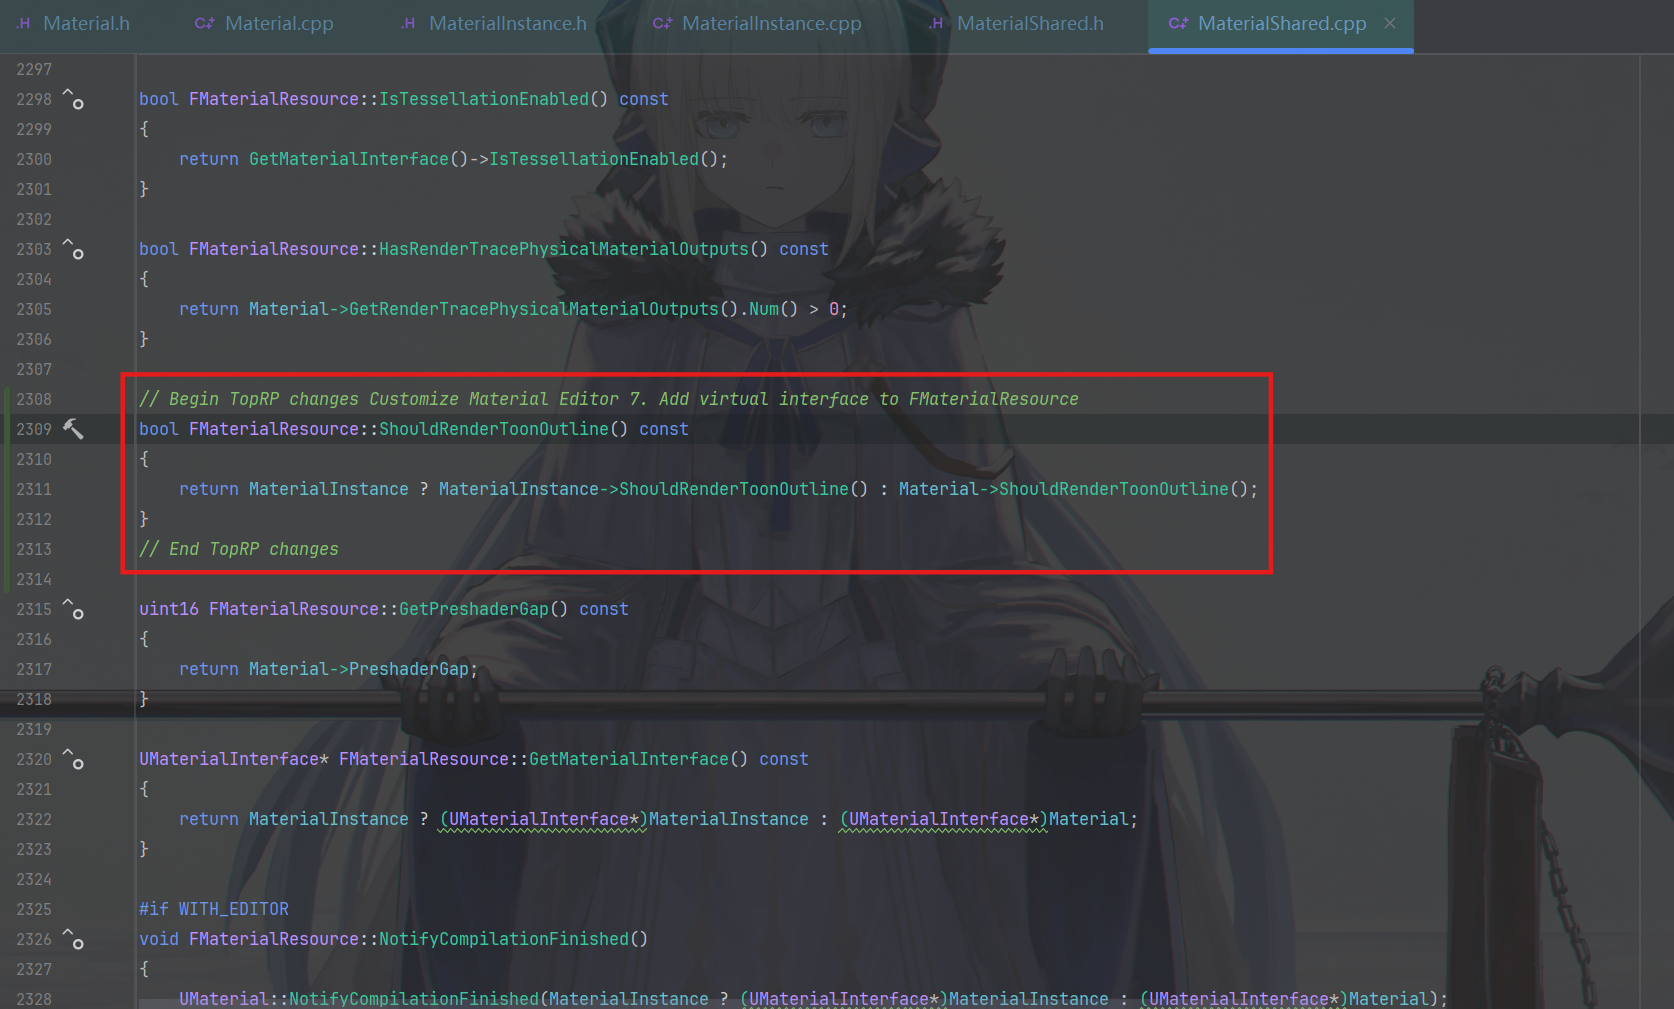 .H Material.h C++ Material.cpp .H MaterialInstance.h C++ MaterialInstance.cpp .H MaterialShared.h C++ MaterialShared.cpp ×
2297
2298 bool FMaterialResource::IsTessellationEnabled() const
2299 {
2300 return GetMaterialInterface()->IsTessellationEnabled();
2301 }
2302
2303 bool FMaterialResource::HasRenderTracePhysicalMaterialOutputs() const
2304 {
2305 return Material->GetRenderTracePhysicalMaterialOutputs().Num() > 0;
2306 }
2307
2308 // Begin TopRP changes Customize Material Editor 7. Add virtual interface to FMaterialResource
2309 bool FMaterialResource::ShouldRenderToonOutline() const
2310 {
2311 return MaterialInstance ? MaterialInstance->ShouldRenderToonOutline() : Material->ShouldRenderToonOutline();
2312 }
2313 // End TopRP changes
2314
2315 uint16 FMaterialResource::GetPreshaderGap() const
2316 {
2317 return Material->PreshaderGap;
2318 }
2319
2320 UMaterialInterface* FMaterialResource::GetMaterialInterface() const
2321 {
2322 return MaterialInstance ? (UMaterialInterface*)MaterialInstance : (UMaterialInterface*)Material;
2323 }
2324
2325 #if WITH_EDITOR
2326 void FMaterialResource::NotifyCompilationFinished()
2327 {
2328 UMaterial::NotifyCompilationFinished(MaterialInstance ? (UMaterialInterface*)MaterialInstance : (UMaterialInterface*)Material);